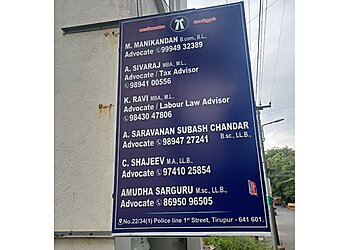 M. MANIKANDAN B.com., B.L.,
Advocate 99949 32389
A. SIVARAJ MBA., M.L.,
Advocate / Tax Advisor
98941 00556
K. RAVI MBA., M.L.,
Advocate / Labour Law Advisor
98430 47806
A. SARAVANAN SUBASH CHANDAR
Advocate 98947 27241 B.sc., LL.B.,
C. SHAJEEV M.A., LL.B.,
Advocate 97410 25854
AMUDHA SARGURU M.sc., LL.B.,
Advocate 86950 96505
No.22/34(1) Police line 1st Street, Tirupur - 641 601.